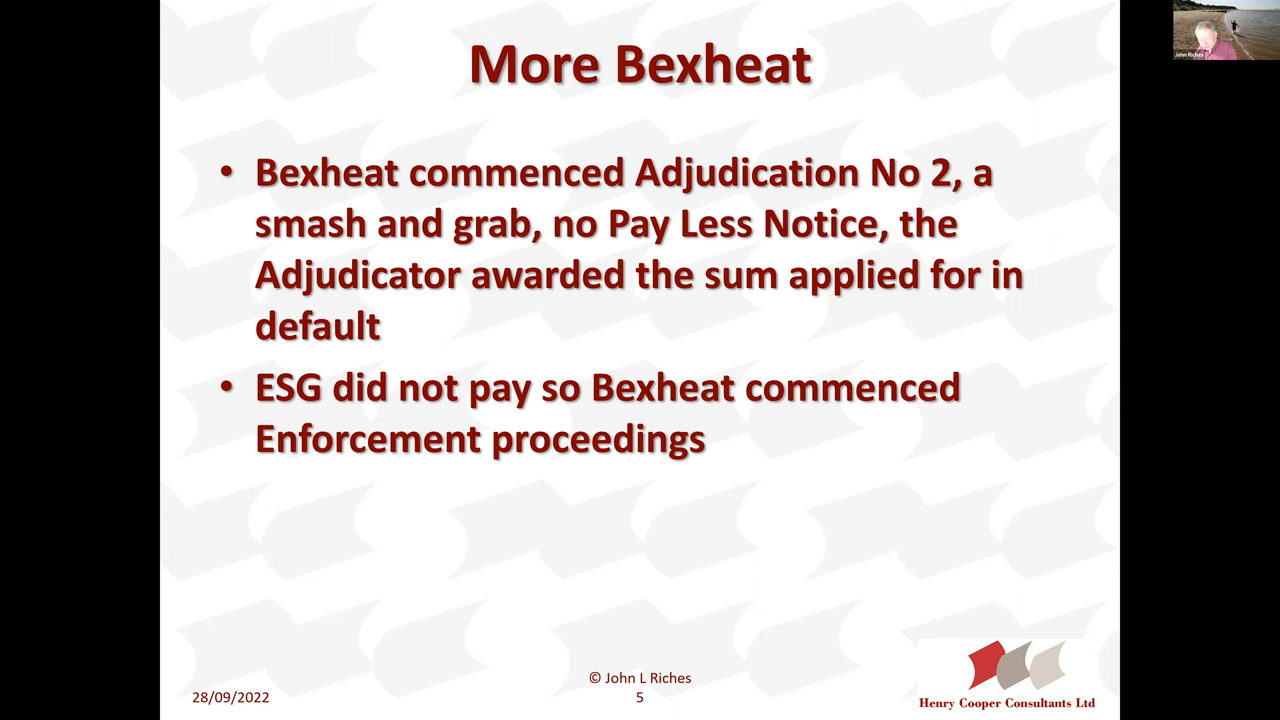 More Bexheat
John Riches
• Bexheat commenced Adjudication No 2, a
smash and grab, no Pay Less Notice, the
Adjudicator awarded the sum applied for in
default
• ESG did not pay so Bexheat commenced
Enforcement proceedings
© John L Riches
28/09/2022
5
Henry Cooper Consultants Ltd